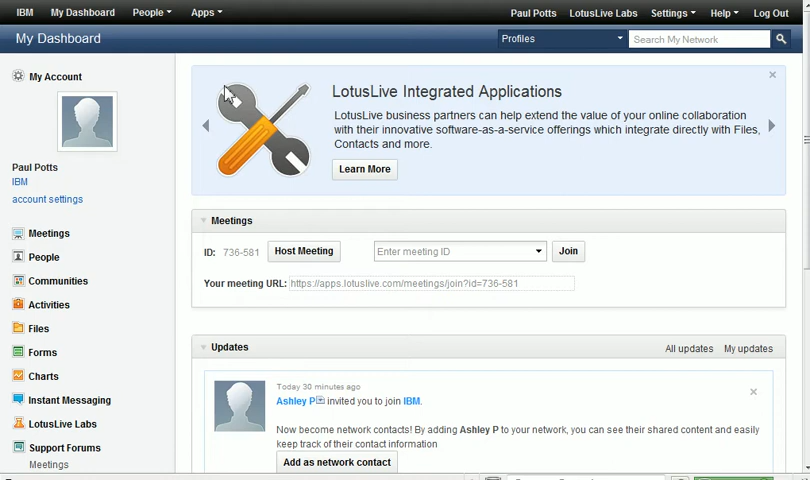 IBM My Dashboard People Apps Paul Potts LotusLive Labs Settings Help Log Out
My Dashboard Profiles Search My Network
My Account
Paul Potts
IBM
account settings
Meetings
People
Communities
Activities
Files
Forms
Charts
Instant Messaging
LotusLive Labs
Support Forums
Meetings
LotusLive Integrated Applications
LotusLive business partners can help extend the value of your online collaboration
with their innovative software-as-a-service offerings which integrate directly with Files,
Contacts and more.
Learn More
Meetings
ID: 736-581 Host Meeting Enter meeting ID Join
Your meeting URL: https://apps.lotuslive.com/meetings/join?id=736-581
Updates All updates My updates
Today 30 minutes ago
Ashley P invited you to join IBM.
Now become network contacts! By adding Ashley P to your network, you can see their shared content and easily
keep track of their contact information
Add as network contact